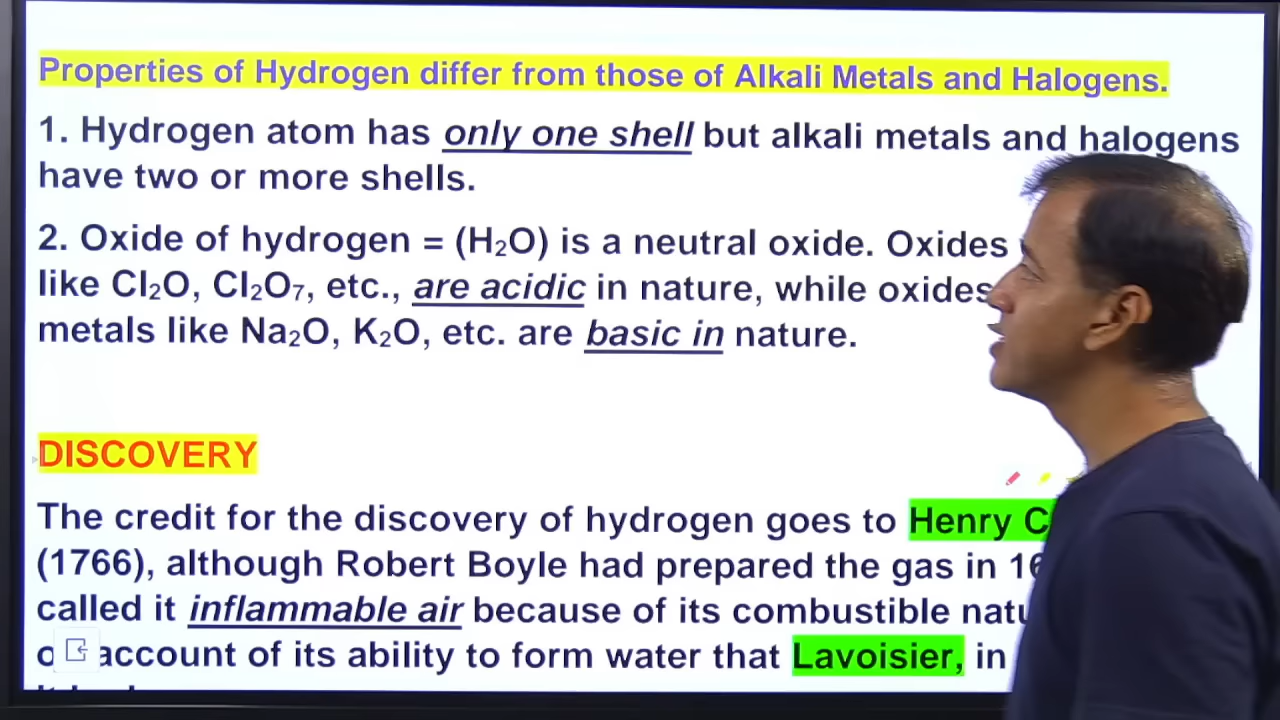 Properties of Hydrogen differ from those of Alkali Metals and Halogens.
1. Hydrogen atom has only one shell but alkali metals and halogens
have two or more shells.
2. Oxide of hydrogen = (H₂O) is a neutral oxide. Oxides
like Cl₂O, Cl₂O₇, etc., are acidic in nature, while oxides
metals like Na₂O, K₂O, etc. are basic in nature.
DISCOVERY
The credit for the discovery of hydrogen goes to Henry
(1766), although Robert Boyle had prepared the gas in
called it inflammable air because of its combustible
account of its ability to form water that Lavoisier, in